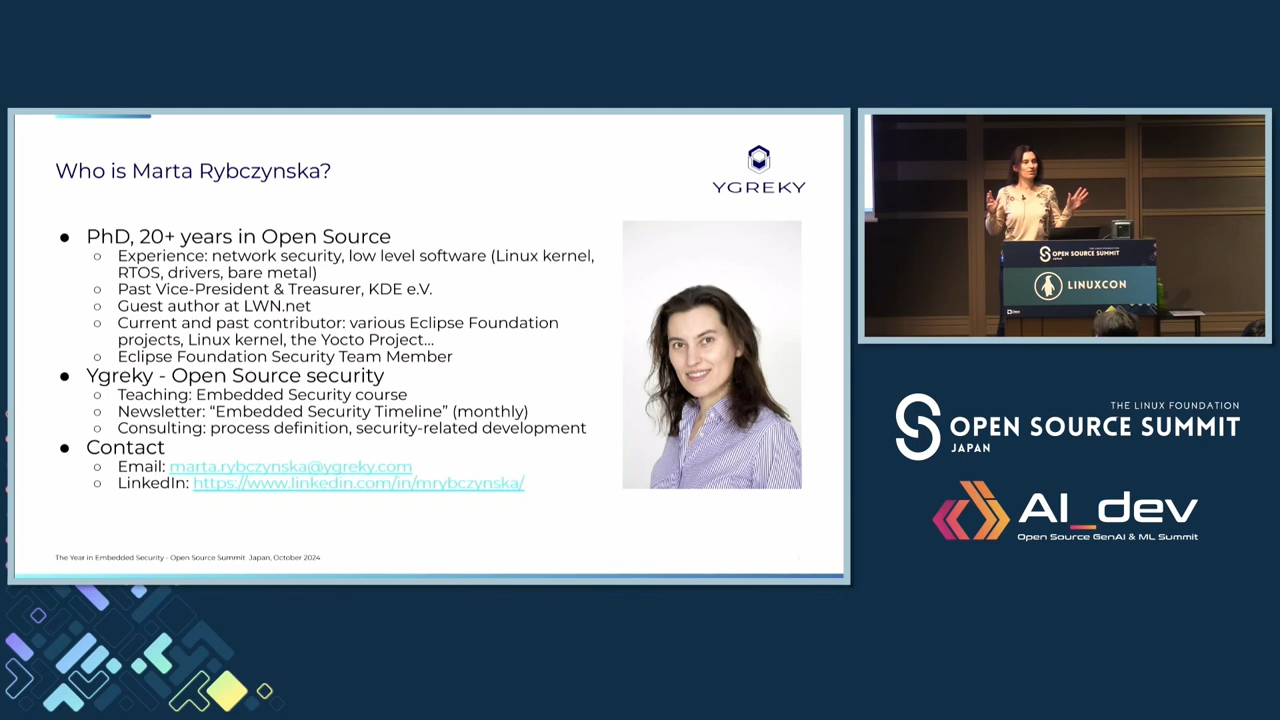 Who is Marta Rybczynska?
YGREKY
● PhD, 20+ years in Open Source
○ Experience: network security, low level software (Linux kernel,
RTOS, drivers, bare metal)
○ Past Vice-President & Treasurer, KDE e.V.
○ Guest author at LWN.net
○ Current and past contributor: various Eclipse Foundation
projects, Linux kernel, the Yocto Project...
○ Eclipse Foundation Security Team Member
● Ygreky - Open Source security
○ Teaching: Embedded Security course
○ Newsletter: “Embedded Security Timeline” (monthly)
○ Consulting: process definition, security-related development
● Contact
○ Email: marta.rybczynska@ygreky.com
○ LinkedIn: https://www.linkedin.com/in/mrybczynska/
The Year in Embedded Security - Open Source Summit Japan, October 2024
OPEN SOURCE SUMMIT
JAPAN
LINUXCON
THE LINUX FOUNDATION
OPEN SOURCE SUMMIT
JAPAN
AI_dev
Open Source GenAI & ML Summit